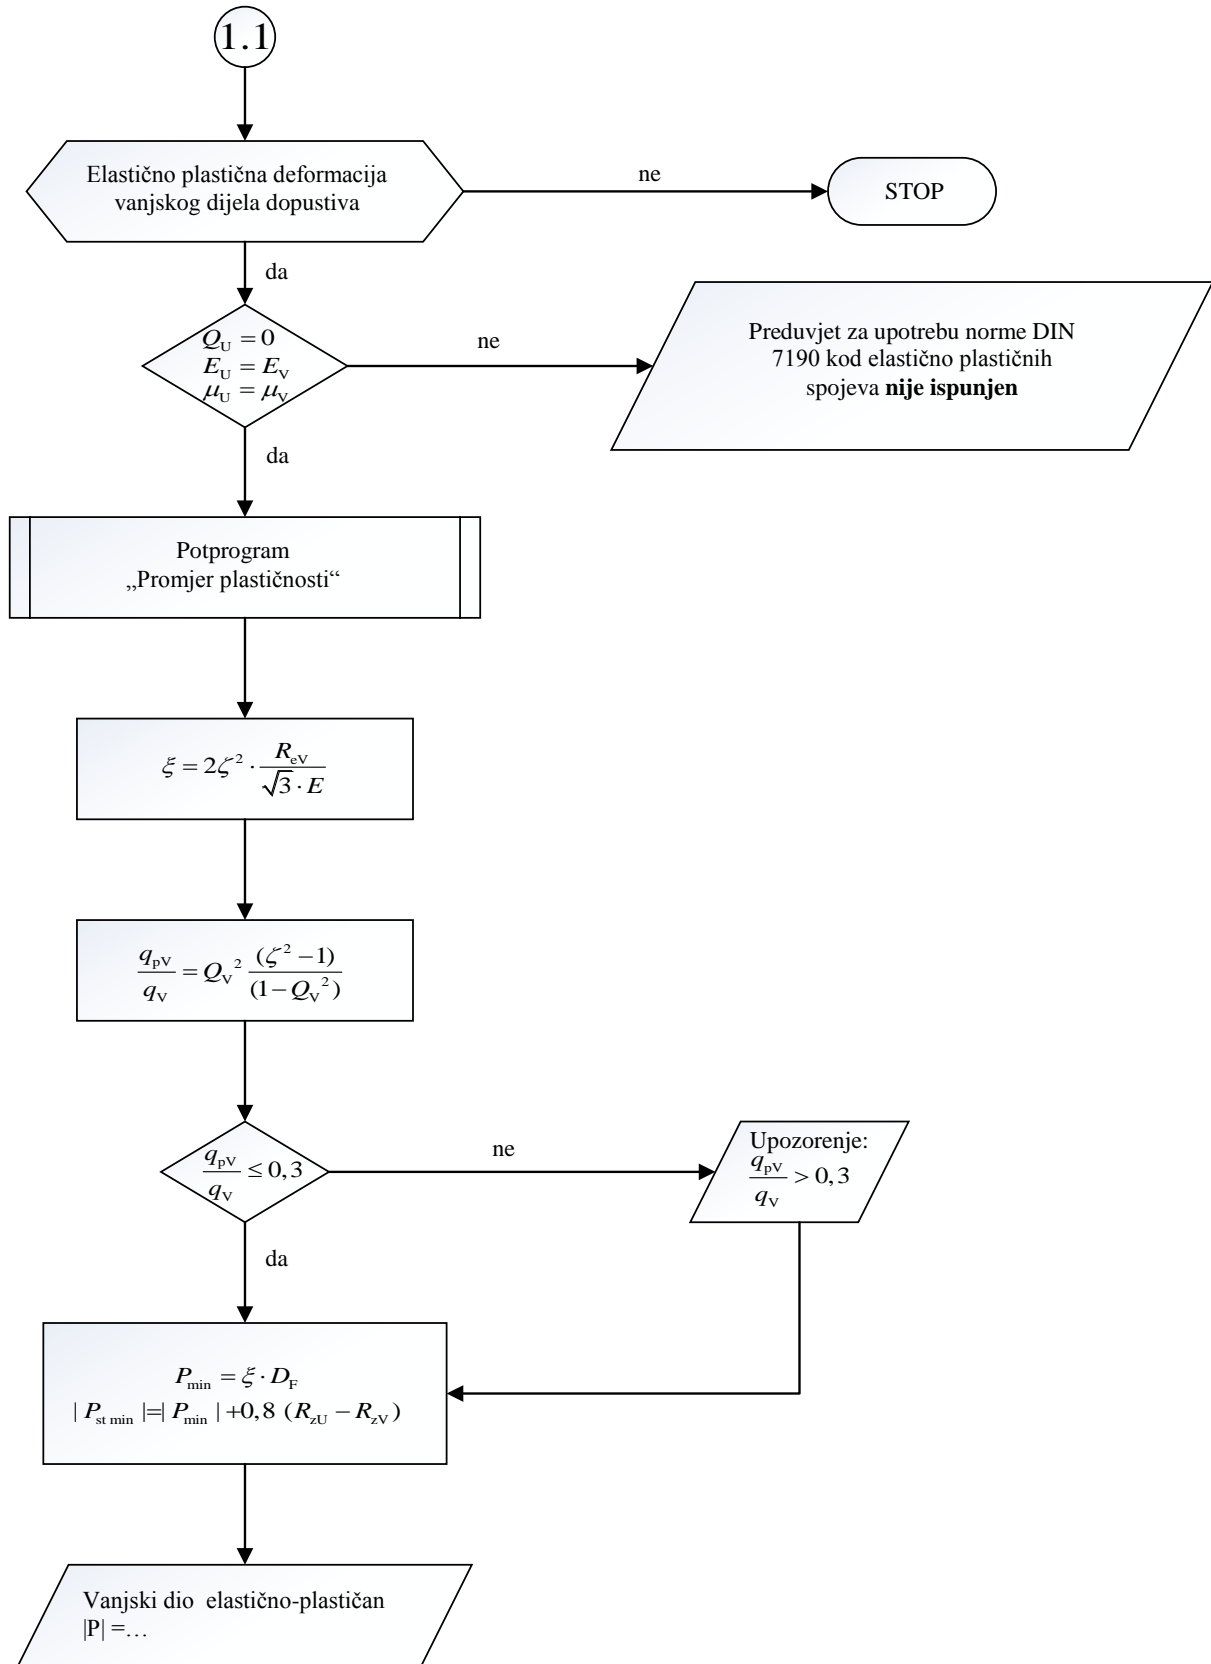 1.1
Elastično plastična deformacija
vanjskog dijela dopustiva
ne
STOP
da
Q_U = 0
E_U = E_V
μ_U = μ_V
ne
Preduvjet za upotrebu norme DIN
7190 kod elastično plastičnih
spojeva nije ispunjen
da
Potprogram
„Promjer plastičnosti“
ξ = 2ζ² · R_eV / (√3 · E)
q_pV / q_V = Q_V² (ζ² − 1) / (1 − Q_V²)
q_pV / q_V ≤ 0,3
ne
Upozorenje:
q_pV / q_V > 0,3
da
P_min = ξ · D_F
| P_st min |=| P_min | +0,8 (R_zU − R_zV)
Vanjski dio elastično-plastičan
|P| =…